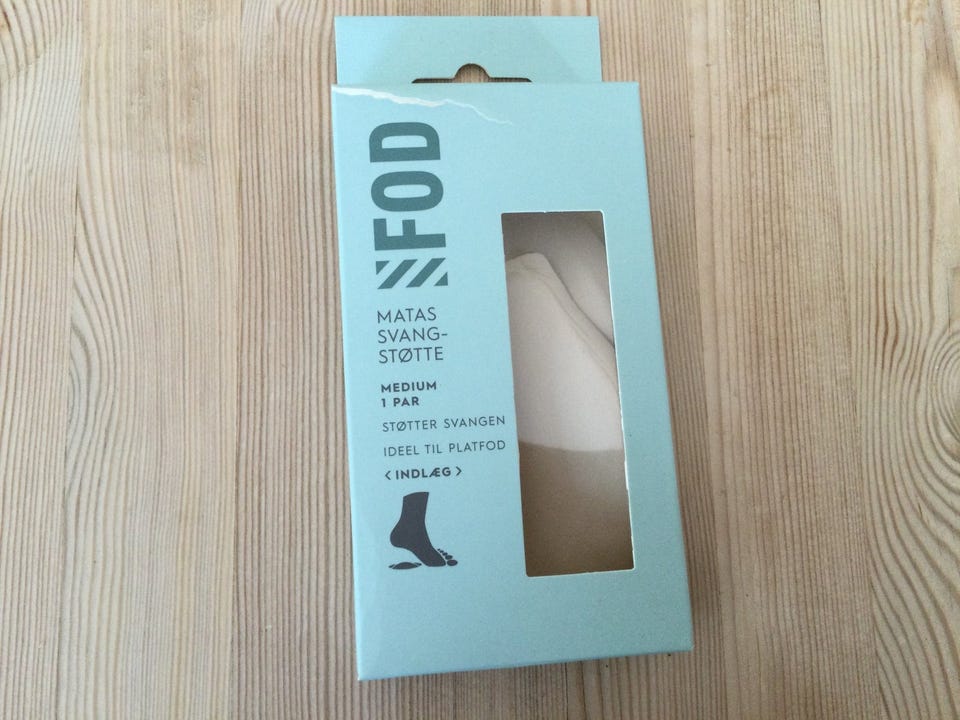 FOD
MATAS
SVANG-
STØTTE
MEDIUM
1 PAR
STØTTER SVANGEN
IDEEL TIL PLATFOD
<INDLÆG>